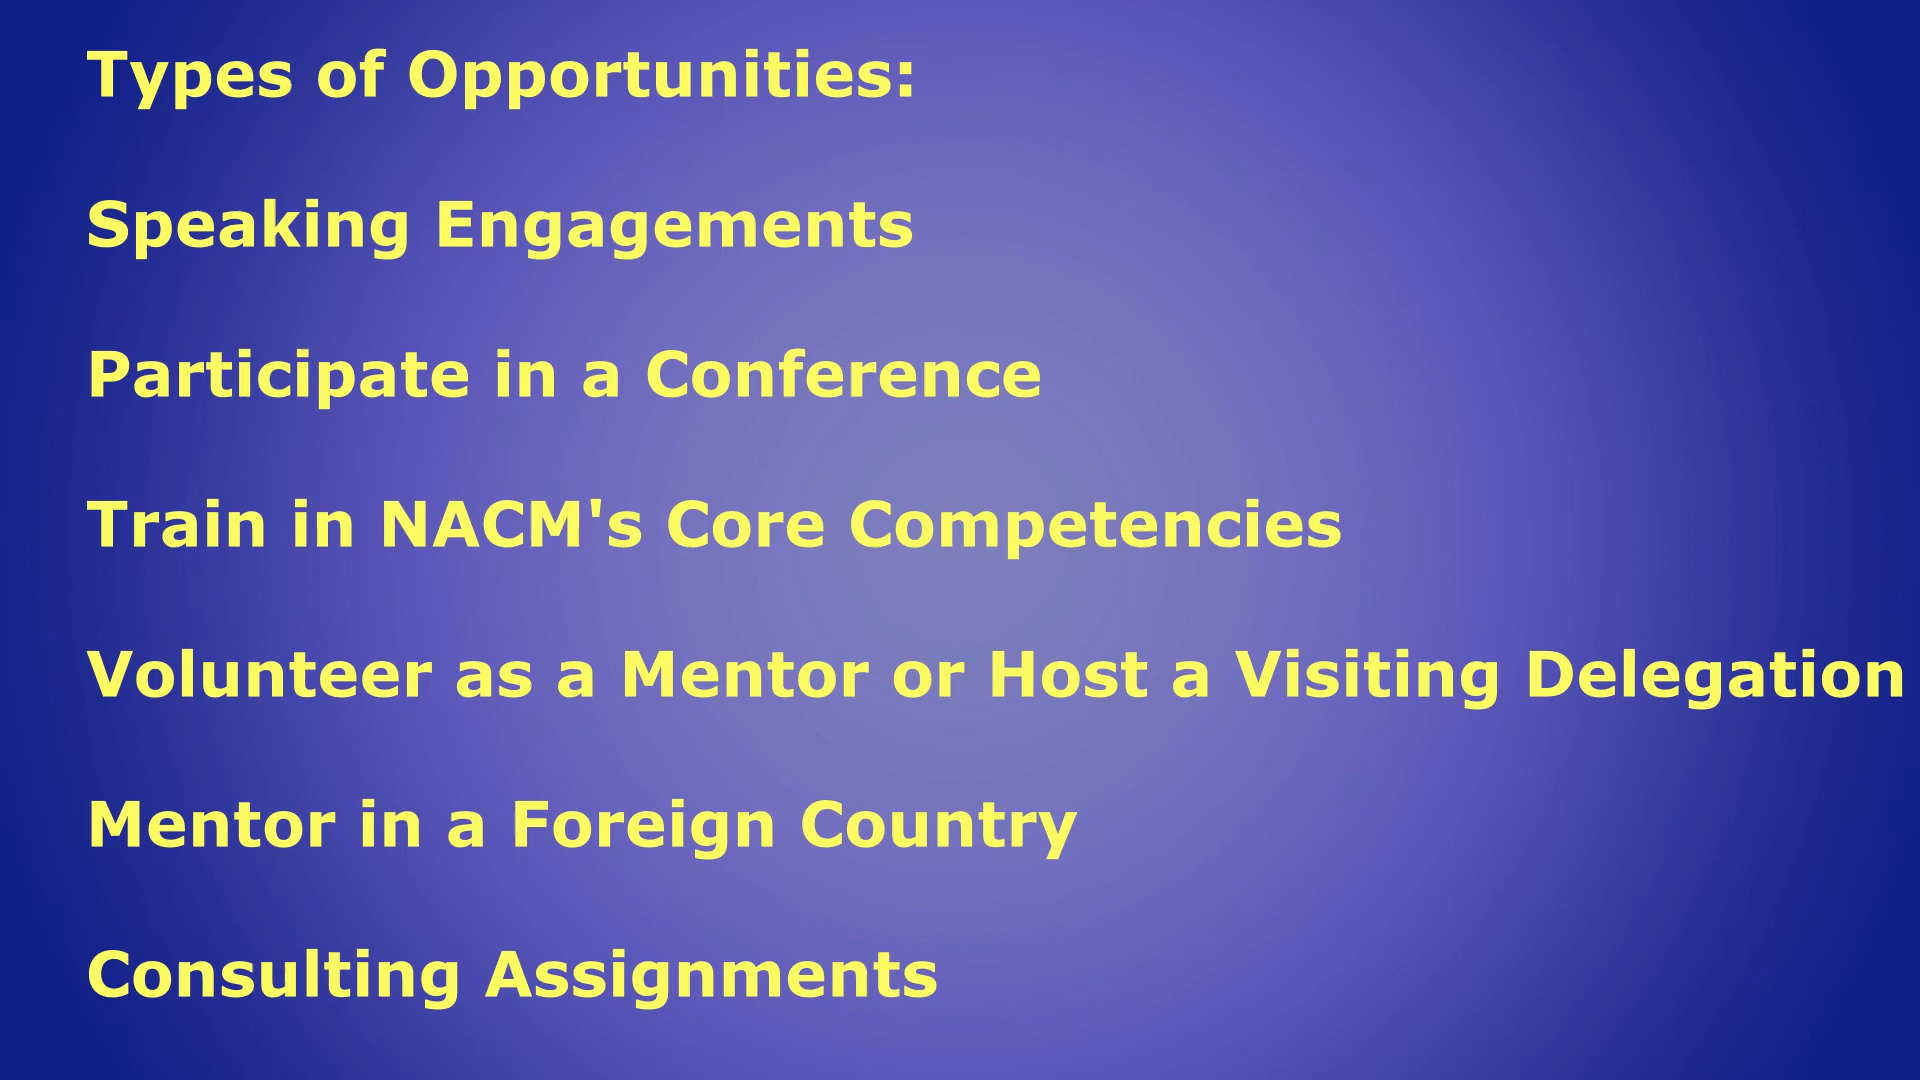 Types of Opportunities:
Speaking Engagements
Participate in a Conference
Train in NACM's Core Competencies
Volunteer as a Mentor or Host a Visiting Delegation
Mentor in a Foreign Country
Consulting Assignments